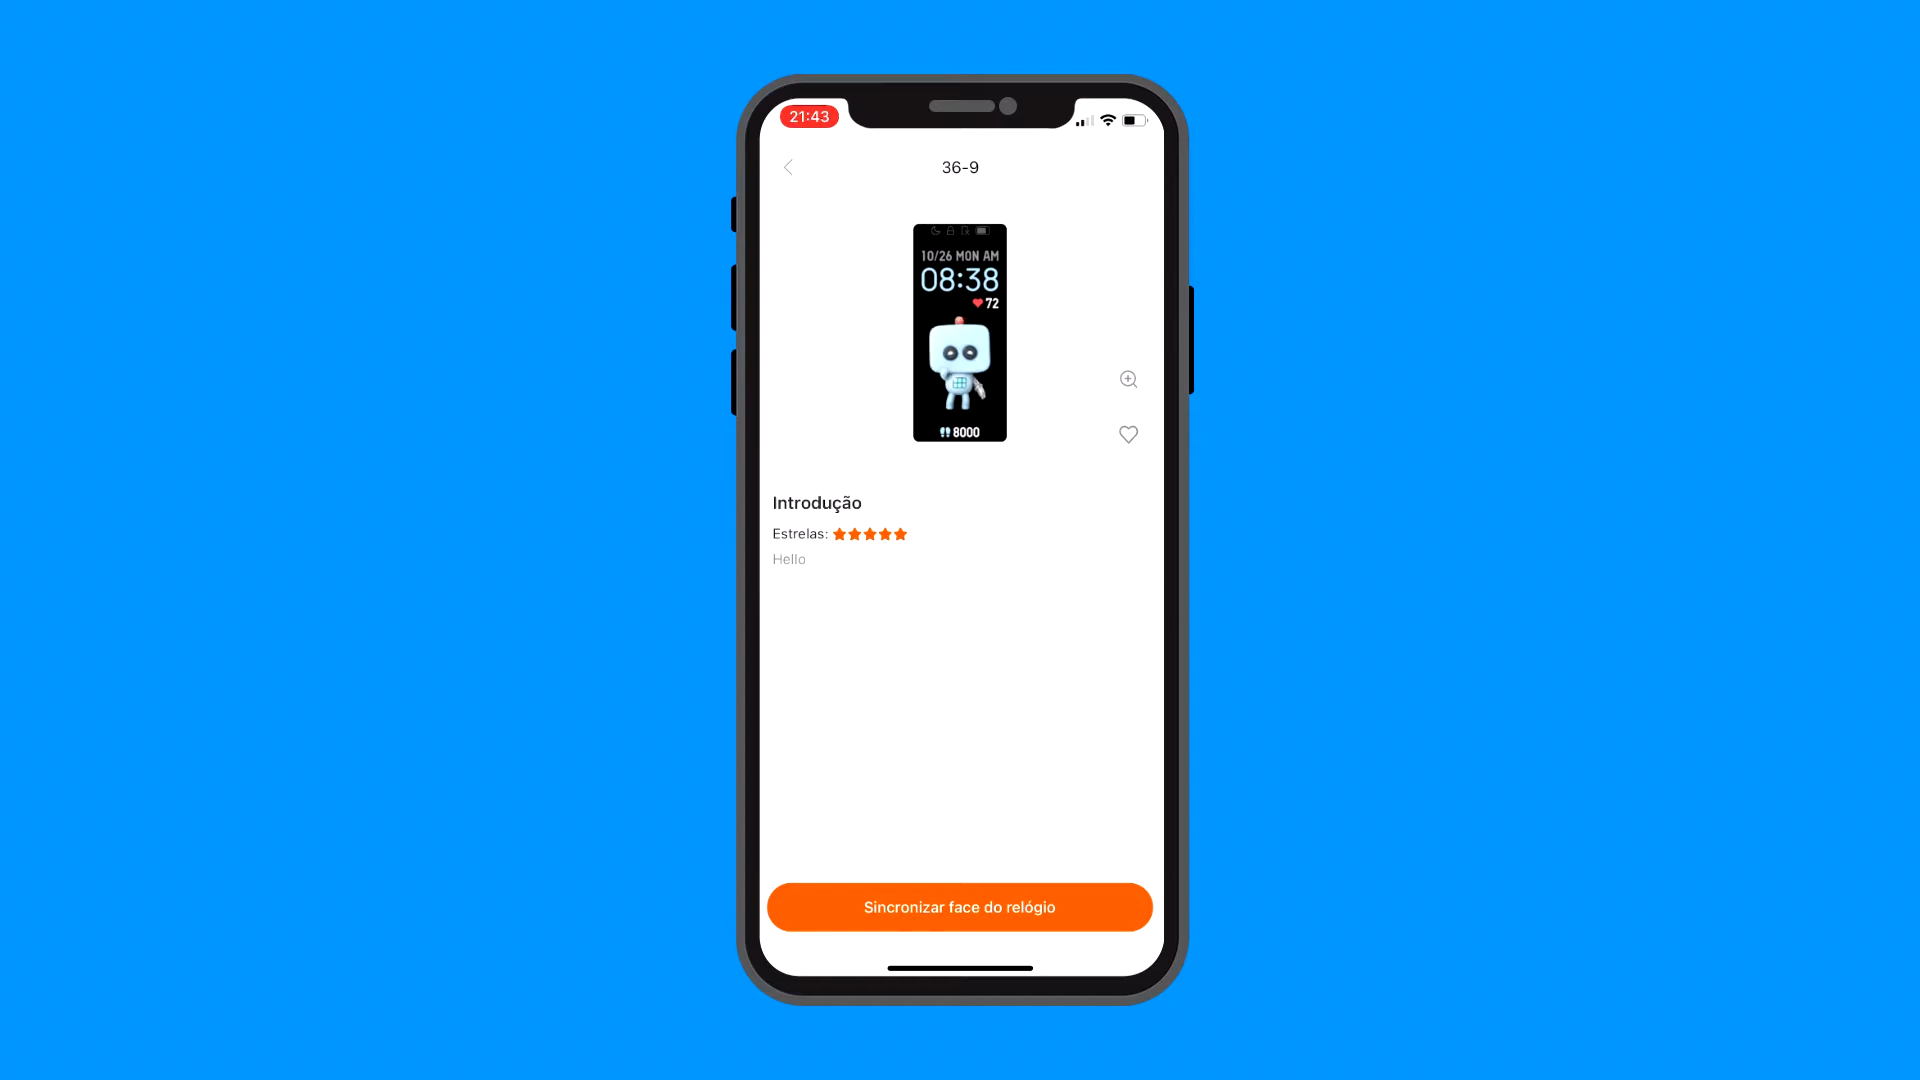 21:43
36-9
10/26 MON AM
08:38
72
8000
Introdução
Estrelas:
Hello
Sincronizar face do relógio